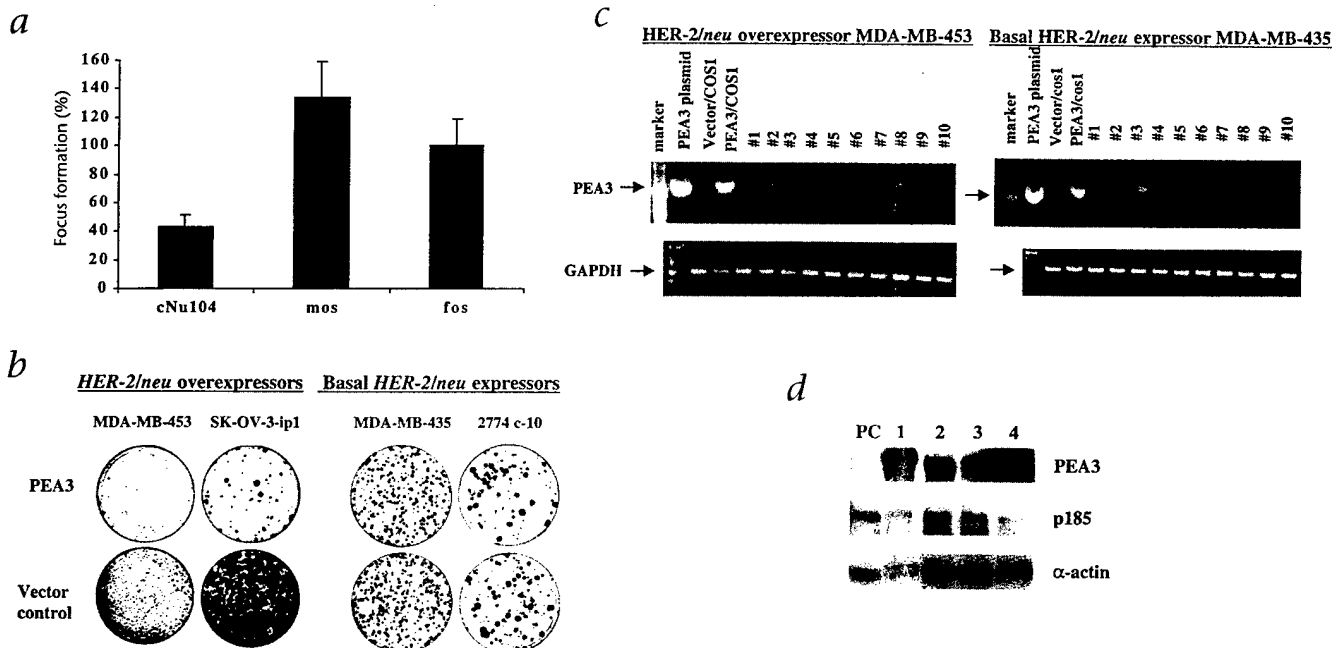 a
Focus formation (%)
160
140
120
100
80
60
40
20
0
cNu104 mos fos
b
HER-2/neu overexpressors Basal HER-2/neu expressors
MDA-MB-453 SK-OV-3-ip1 MDA-MB-435 2774 c-10
PEA3
Vector
control
c
HER-2/neu overexpressor MDA-MB-453 Basal HER-2/neu expressor MDA-MB-435
marker
PEA3 plasmid
Vector/COS1
PEA3/COS1
#1
#2
#3
#4
#5
#6
#7
#8
#9
#10
marker
PEA3 plasmid
Vector/cos1
PEA3/cos1
#1
#2
#3
#4
#5
#6
#7
#8
#9
#10
PEA3
GAPDH
d
PC 1 2 3 4
PEA3
p185
α-actin